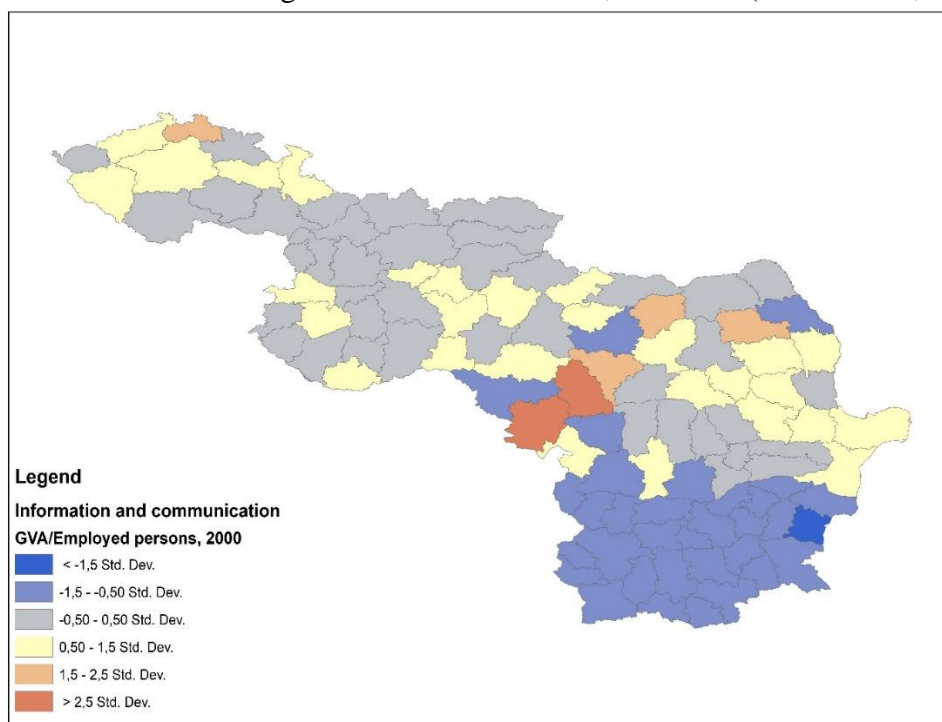 Legend
Information and communication
GVA/Employed persons, 2000
< -1,5 Std. Dev.
-1,5 - -0,50 Std. Dev.
-0,50 - 0,50 Std. Dev.
0,50 - 1,5 Std. Dev.
1,5 - 2,5 Std. Dev.
> 2,5 Std. Dev.